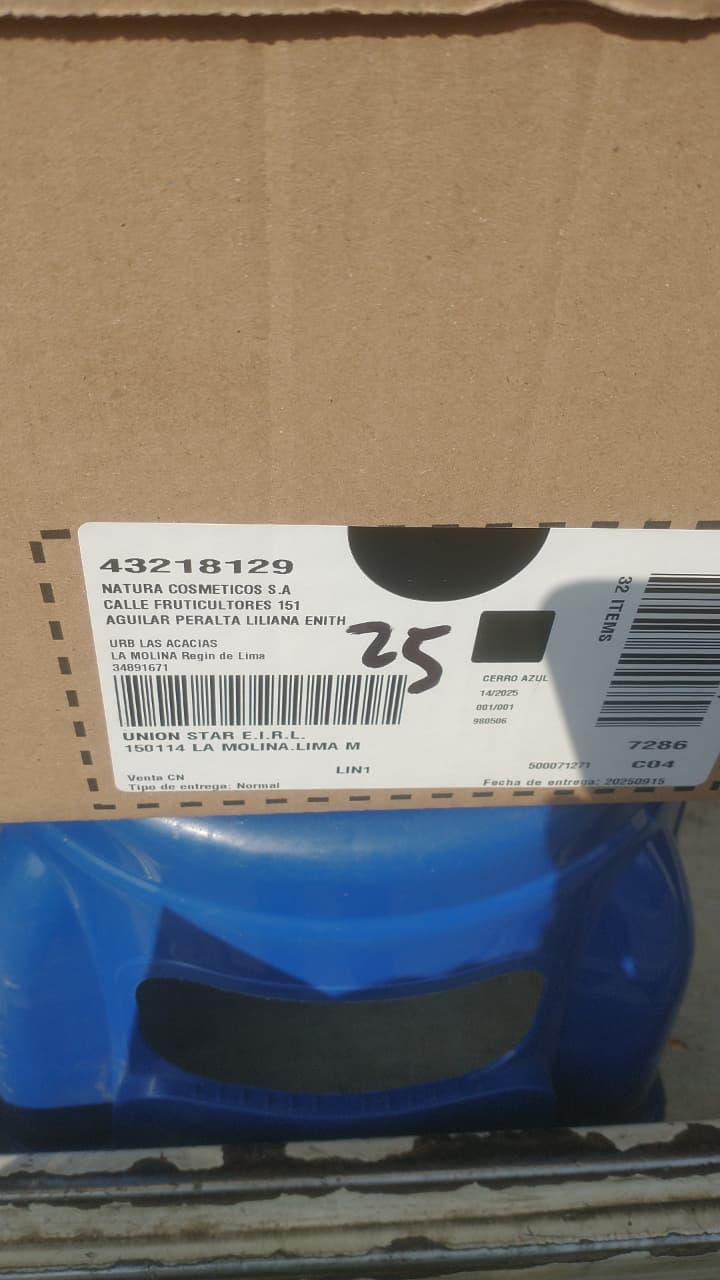 43218129
NATURA COSMETICOS S.A
CALLE FRUTICULTORES 151
AGUILAR PERALTA LILIANA ENITH
25
URB LAS ACACIAS
LA MOLINA Regin de Lima
34891671
UNION STAR E.I.R.L.
150114 LA MOLINA.LIMA M
LIN1
Venta CN
Tipo de entrega: Normal
CERRO AZUL
14/2025
001/001
980506
32 ITEMS
7286
500071271
C04
Fecha de entrega: 20250915